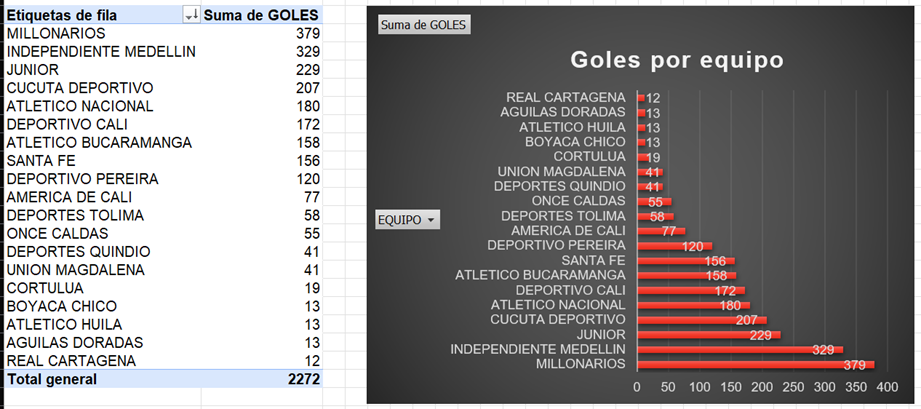 Etiquetas de fila Suma de GOLES
MILLONARIOS 379
INDEPENDIENTE MEDELLIN 329
JUNIOR 229
CUCUTA DEPORTIVO 207
ATLETICO NACIONAL 180
DEPORTIVO CALI 172
ATLETICO BUCARAMANGA 158
SANTA FE 156
DEPORTIVO PEREIRA 120
AMERICA DE CALI 77
DEPORTES TOLIMA 58
ONCE CALDAS 55
DEPORTES QUINDIO 41
UNION MAGDALENA 41
CORTULUA 19
BOYACA CHICO 13
ATLETICO HUILA 13
AGUILAS DORADAS 13
REAL CARTAGENA 12
Total general 2272
Suma de GOLES
Goles por equipo
REAL CARTAGENA 12
AGUILAS DORADAS 13
ATLETICO HUILA 13
BOYACA CHICO 13
CORTULUA 19
UNION MAGDALENA 41
DEPORTES QUINDIO 41
ONCE CALDAS 55
EQUIPO
DEPORTES TOLIMA 58
AMERICA DE CALI 77
DEPORTIVO PEREIRA 120
SANTA FE 156
ATLETICO BUCARAMANGA 158
DEPORTIVO CALI 172
ATLETICO NACIONAL 180
CUCUTA DEPORTIVO 207
JUNIOR 229
INDEPENDIENTE MEDELLIN 329
MILLONARIOS 379
0 50 100 150 200 250 300 350 400